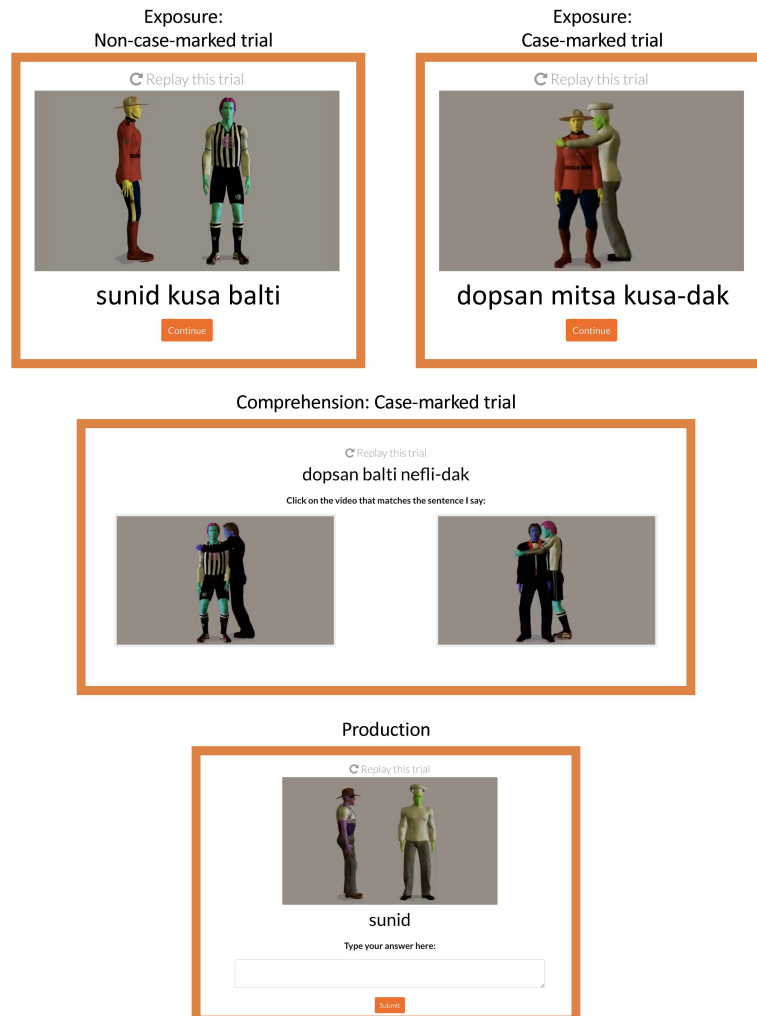 Exposure:
Non-case-marked trial
Replay this trial
sunid kusa balti
Continue
Exposure:
Case-marked trial
Replay this trial
dopsan mitsa kusa-dak
Continue
Comprehension: Case-marked trial
Replay this trial
dopsan balti nefli-dak
Click on the video that matches the sentence I say:
Production
Replay this trial
sunid
Type your answer here:
Submit